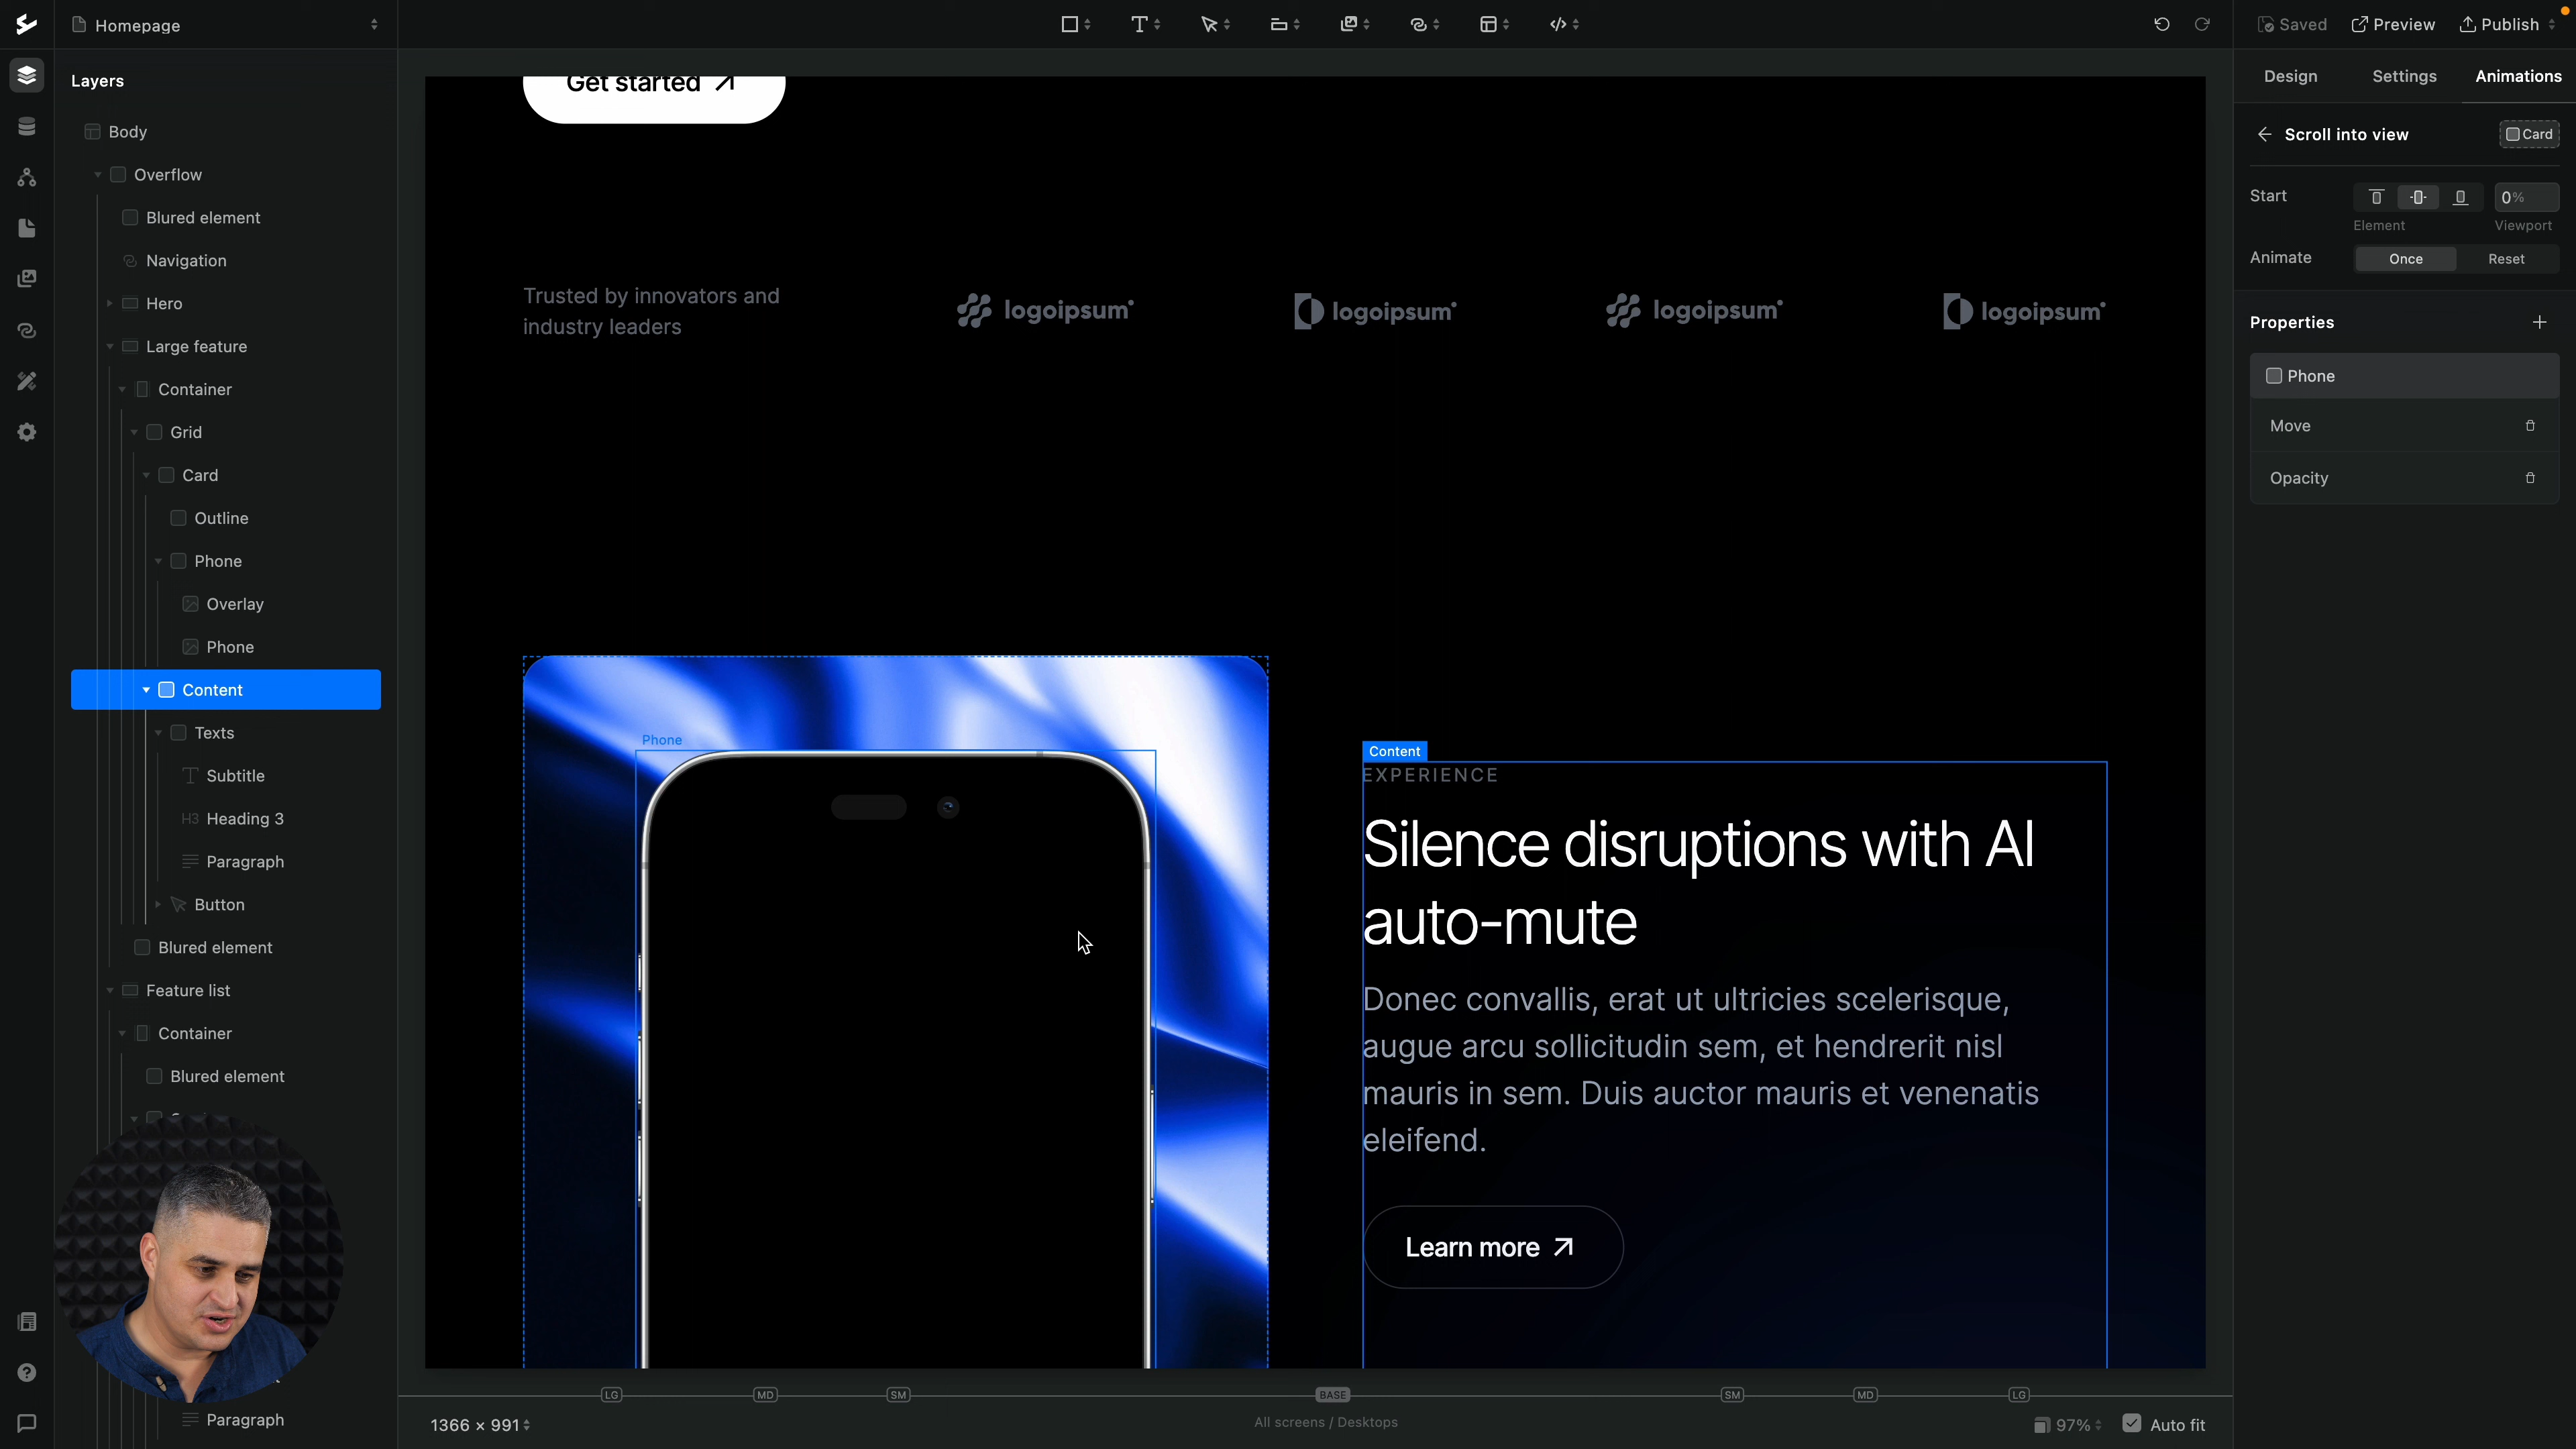 Homepage
Saved
Preview
Publish
Layers
Design
Settings
Animations
Body
Overflow
Blured element
Navigation
Hero
Large feature
Container
Grid
Card
Outline
Phone
Overlay
Phone
Content
Texts
Subtitle
H3 Heading 3
Paragraph
Button
Blured element
Feature list
Container
Blured element
Paragraph
Get started
Trusted by innovators and
industry leaders
logoipsum
logoipsum
logoipsum
logoipsum
Phone
Content
EXPERIENCE
Silence disruptions with AI
auto-mute
Donec convallis, erat ut ultricies scelerisque,
augue arcu sollicitudin sem, et hendrerit nisl
mauris in sem. Duis auctor mauris et venenatis
eleifend.
Learn more
LG
MD
SM
BASE
SM
MD
LG
1366 × 991
All screens / Desktops
97%
Auto fit
Scroll into view
Card
Start
0%
Element
Viewport
Animate
Once
Reset
Properties
Phone
Move
Opacity